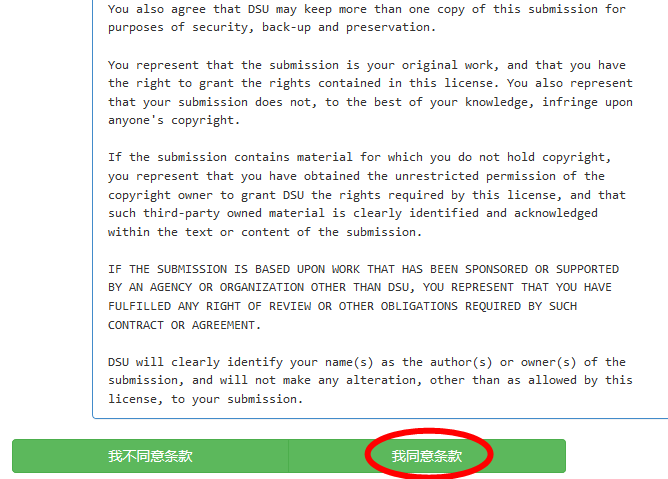 You also agree that DSU may keep more than one copy of this submission for
purposes of security, back-up and preservation.
You represent that the submission is your original work, and that you have
the right to grant the rights contained in this license. You also represent
that your submission does not, to the best of your knowledge, infringe upon
anyone's copyright.
If the submission contains material for which you do not hold copyright,
you represent that you have obtained the unrestricted permission of the
copyright owner to grant DSU the rights required by this license, and that
such third-party owned material is clearly identified and acknowledged
within the text or content of the submission.
IF THE SUBMISSION IS BASED UPON WORK THAT HAS BEEN SPONSORED OR SUPPORTED
BY AN AGENCY OR ORGANIZATION OTHER THAN DSU, YOU REPRESENT THAT YOU HAVE
FULFILLED ANY RIGHT OF REVIEW OR OTHER OBLIGATIONS REQUIRED BY SUCH
CONTRACT OR AGREEMENT.
DSU will clearly identify your name(s) as the author(s) or owner(s) of the
submission, and will not make any alteration, other than as allowed by this
license, to your submission.
我不同意条款 我同意条款